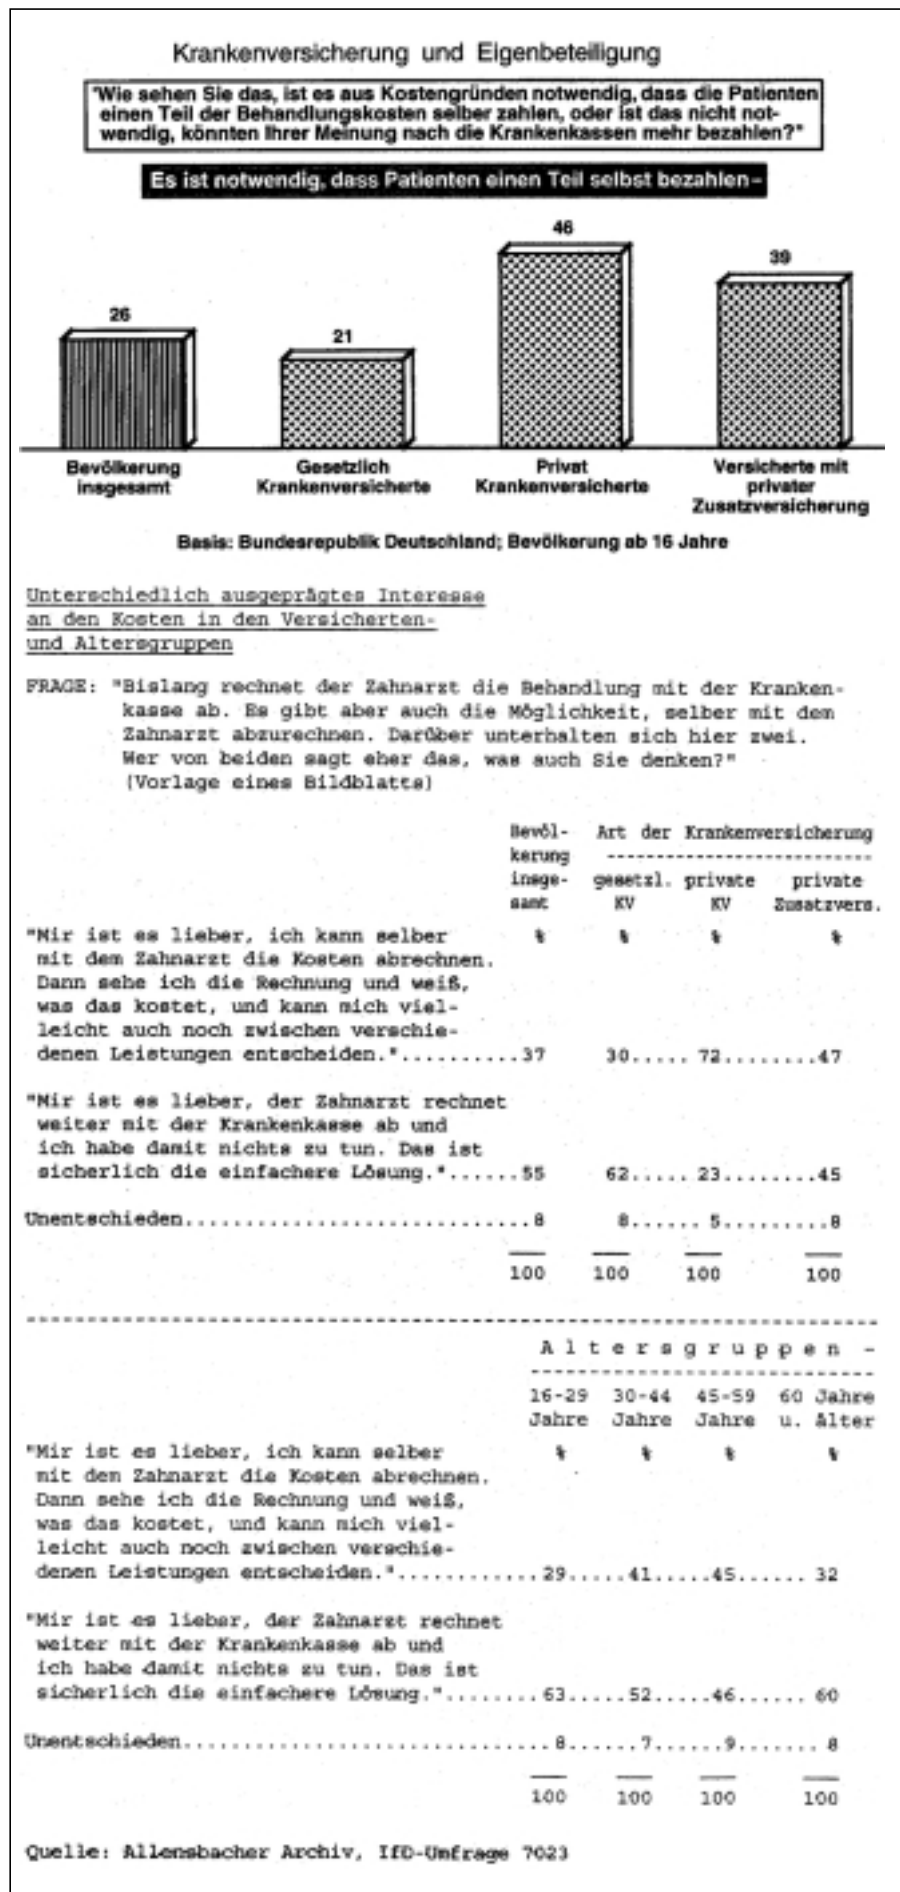 Krankenversicherung und Eigenbeteiligung
"Wie sehen Sie das, ist es aus Kostengründen notwendig, dass die Patienten
einen Teil der Behandlungskosten selber zahlen, oder ist das nicht not-
wendig, könnten Ihrer Meinung nach die Krankenkassen mehr bezahlen?"
Es ist notwendig, dass Patienten einen Teil selbst bezahlen–
26 21 46 39
Bevölkerung insgesamt
Gesetzlich Krankenversicherte
Privat Krankenversicherte
Versicherte mit privater Zusatzversicherung
Basis: Bundesrepublik Deutschland; Bevölkerung ab 16 Jahre
Unterschiedlich ausgeprägtes Interesse
an den Kosten in den Versicherten-
und Altersgruppen
FRAGE: "Bislang rechnet der Zahnarzt die Behandlung mit der Kranken-
kasse ab. Es gibt aber auch die Möglichkeit, selber mit dem
Zahnarzt abzurechnen. Darüber unterhalten sich hier zwei.
Wer von beiden sagt eher das, was auch Sie denken?"
(Vorlage eines Bildblatts)
Bevöl- Art der Krankenversicherung
kerung ---------------------------
insge- gesetzl. private private
samt KV KV Zusatzvers.
"Mir ist es lieber, ich kann selber % % % %
mit dem Zahnarzt die Kosten abrechnen.
Dann sehe ich die Rechnung und weiß,
was das kostet, und kann mich viel-
leicht auch noch zwischen verschie-
denen Leistungen entscheiden."..........37 30..... 72........47
"Mir ist es lieber, der Zahnarzt rechnet
weiter mit der Krankenkasse ab und
ich habe damit nichts zu tun. Das ist
sicherlich die einfachere Lösung.".......55 62..... 23........45
Unentschieden..............................8 8...... 5.........8
100 100 100 100
A l t e r s g r u p p e n -
16-29 30-44 45-59 60 Jahre
Jahre Jahre Jahre u. älter
"Mir ist es lieber, ich kann selber % % % %
mit dem Zahnarzt die Kosten abrechnen.
Dann sehe ich die Rechnung und weiß,
was das kostet, und kann mich viel-
leicht auch noch zwischen verschie-
denen Leistungen entscheiden."............29.....41.....45...... 32
"Mir ist es lieber, der Zahnarzt rechnet
weiter mit der Krankenkasse ab und
ich habe damit nichts zu tun. Das ist
sicherlich die einfachere Lösung."........ 63.....52.....46...... 60
Unentschieden................................8......7......9....... 8
100 100 100 100
Quelle: Allensbacher Archiv, IfD-Umfrage 7023